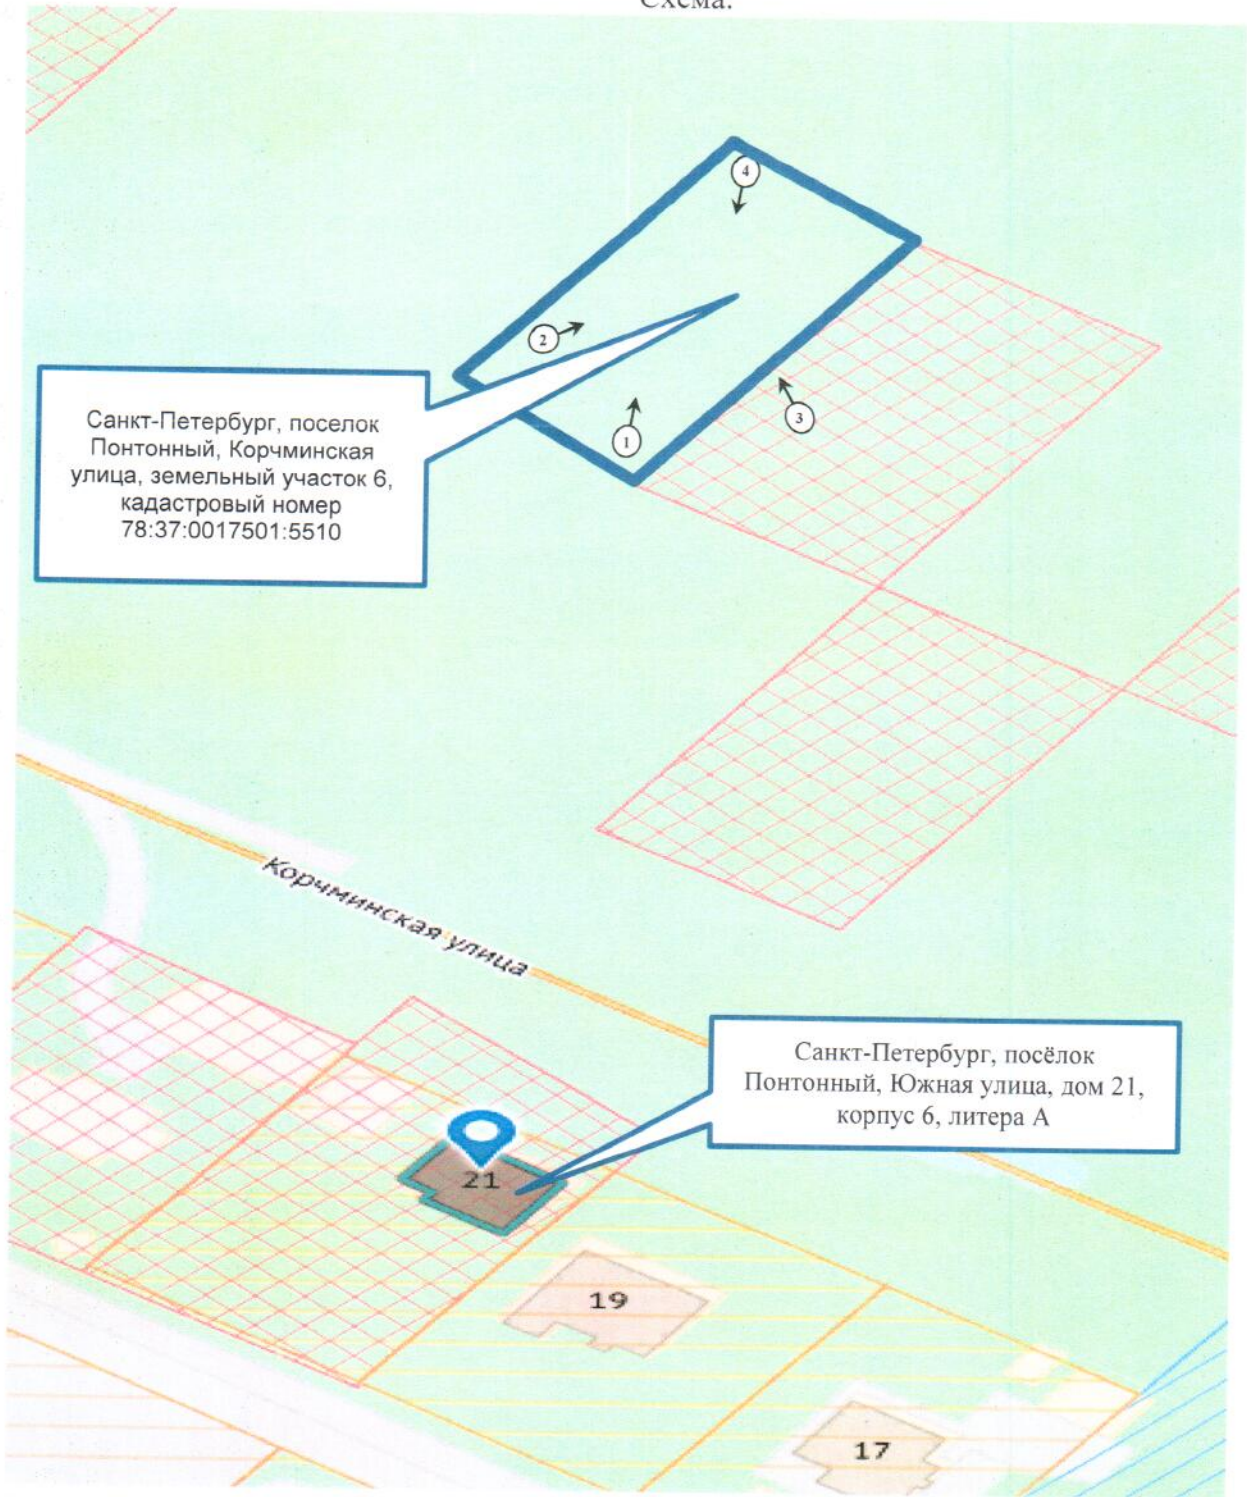 Схема.
4
2
3
1
Санкт-Петербург, поселок
Понтонный, Корчминская
улица, земельный участок 6,
кадастровый номер
78:37:0017501:5510
Корчминская улица
Санкт-Петербург, посёлок
Понтонный, Южная улица, дом 21,
корпус 6, литера А
21
19
17